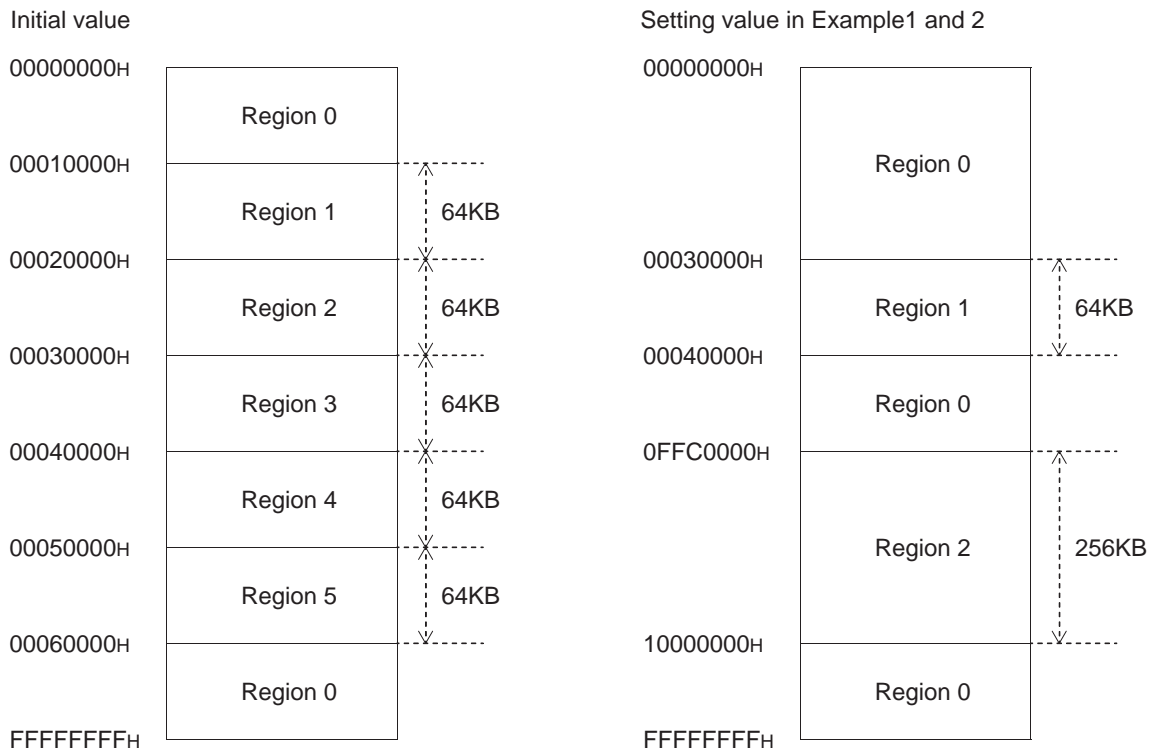 Initial value
00000000H
Region 0
00010000H
Region 1
64KB
00020000H
Region 2
64KB
00030000H
Region 3
64KB
00040000H
Region 4
64KB
00050000H
Region 5
64KB
00060000H
Region 0
FFFFFFFFH
Setting value in Example1 and 2
00000000H
Region 0
00030000H
Region 1
64KB
00040000H
Region 0
0FFC0000H
Region 2
256KB
10000000H
Region 0
FFFFFFFFH